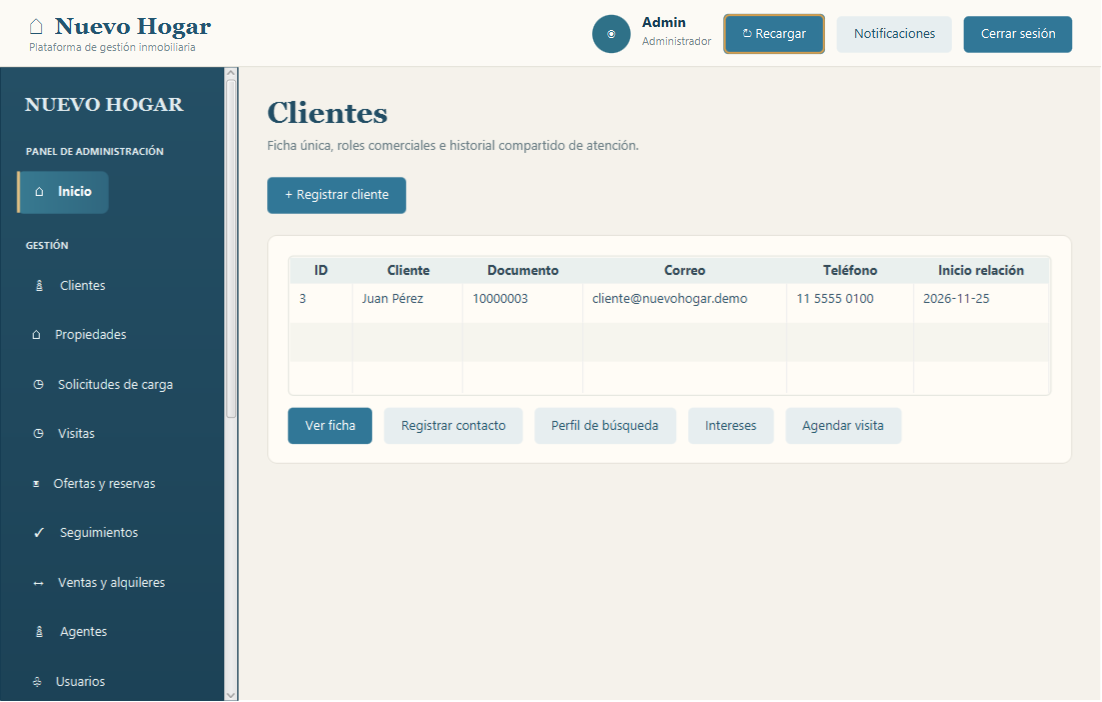 Nuevo Hogar
Plataforma de gestión inmobiliaria
Admin
Administrador
↻ Recargar
Notificaciones
Cerrar sesión
NUEVO HOGAR
PANEL DE ADMINISTRACIÓN
Inicio
GESTIÓN
Clientes
Propiedades
Solicitudes de carga
Visitas
Ofertas y reservas
✓ Seguimientos
↔ Ventas y alquileres
Agentes
Usuarios
Clientes
Ficha única, roles comerciales e historial compartido de atención.
+ Registrar cliente
ID Cliente Documento Correo Teléfono Inicio relación
3 Juan Pérez 10000003 cliente@nuevohogar.demo 11 5555 0100 2026-11-25
Ver ficha Registrar contacto Perfil de búsqueda Intereses Agendar visita